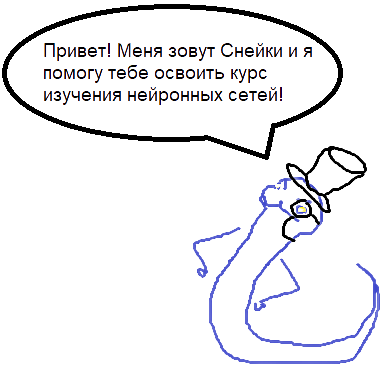 Привет! Меня зовут Снейки и я
помогу тебе освоить курс
изучения нейронных сетей!